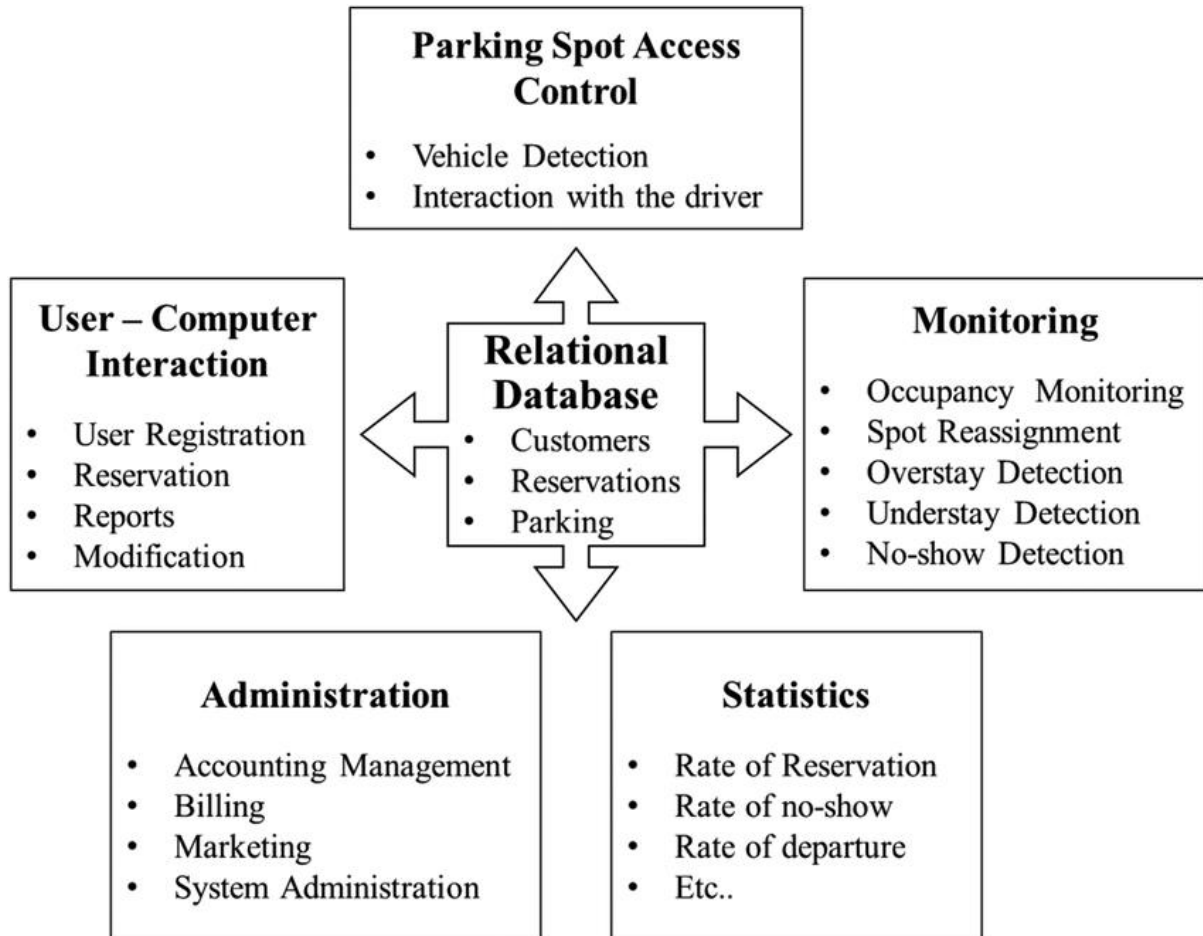 Parking Spot Access
Control
• Vehicle Detection
• Interaction with the driver
User – Computer
Interaction
• User Registration
• Reservation
• Reports
• Modification
Relational
Database
• Customers
• Reservations
• Parking
Monitoring
• Occupancy Monitoring
• Spot Reassignment
• Overstay Detection
• Understay Detection
• No-show Detection
Administration
• Accounting Management
• Billing
• Marketing
• System Administration
Statistics
• Rate of Reservation
• Rate of no-show
• Rate of departure
• Etc..